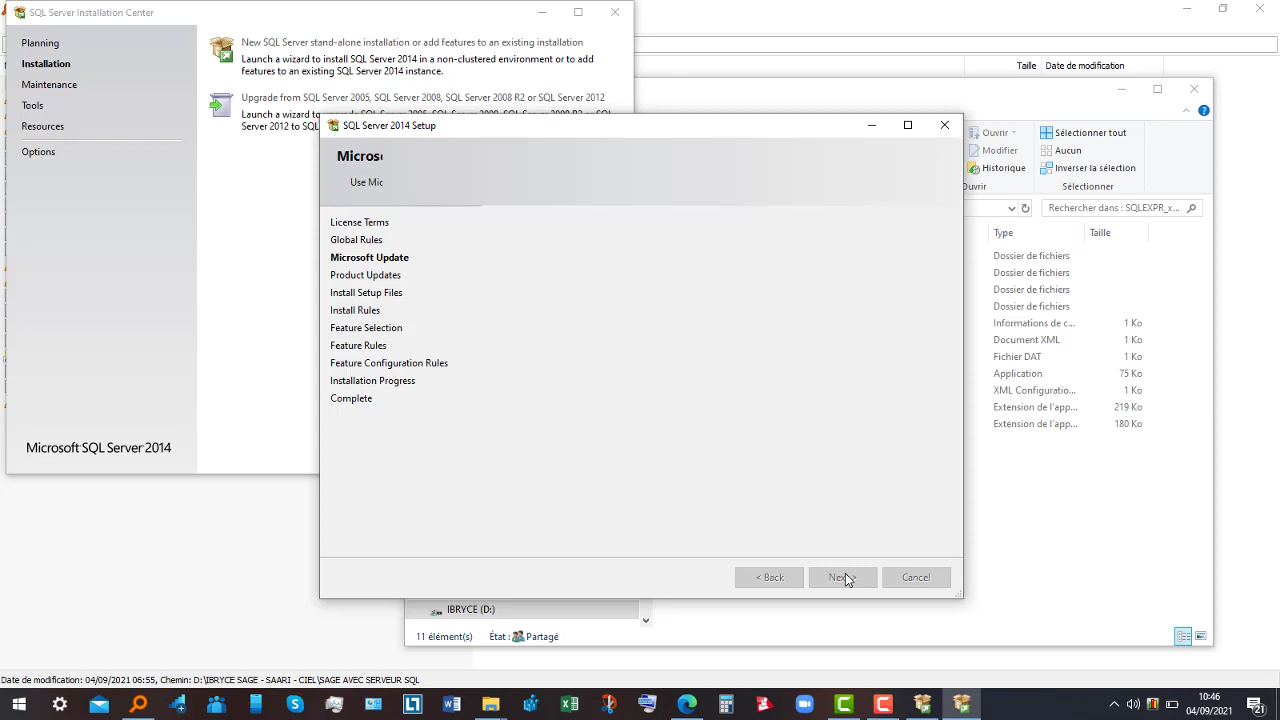 SQL Server Installation Center
Planning
Installation
Maintenance
Tools
Resources
Options
Microsoft SQL Server 2014
New SQL Server stand-alone installation or add features to an existing installation
Launch a wizard to install SQL Server 2014 in a non-clustered environment or to add
features to an existing SQL Server 2014 instance.
Upgrade from SQL Server 2005, SQL Server 2008, SQL Server 2008 R2 or SQL Server 2012
Launch a wizard to
Server 2012 to SQL
SQL Server 2014 Setup
Use Mic
License Terms
Global Rules
Microsoft Update
Product Updates
Install Setup Files
Install Rules
Feature Selection
Feature Rules
Feature Configuration Rules
Installation Progress
Complete
< Back
Next >
Cancel
Taille
Date de modification
Ouvrir
Modifier
Historique
Ouvrir
Sélectionner tout
Aucun
Inverser la sélection
Sélectionner
Rechercher dans : SQLEXPR_x...
Type
Taille
Dossier de fichiers
Dossier de fichiers
Dossier de fichiers
Dossier de fichiers
Informations de c...
1 Ko
Document XML
1 Ko
Fichier DAT
1 Ko
Application
75 Ko
XML Configuratio...
1 Ko
Extension de l'app...
219 Ko
Extension de l'app...
180 Ko
IBRYCE (D:)
11 élément(s)
État : Partagé
Date de modification: 04/09/2021 06:55, Chemin: D:\IBRYCE SAGE - SAARI - CIEL\SAGE AVEC SERVEUR SQL
10:46
04/09/2021
21